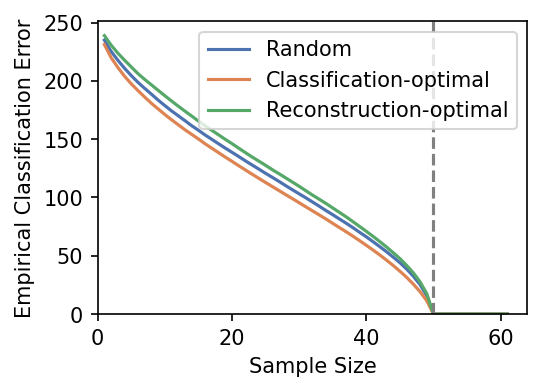 250
200
150
100
50
0
Empirical Classification Error
Random
Classification-optimal
Reconstruction-optimal
0 20 40 60
Sample Size